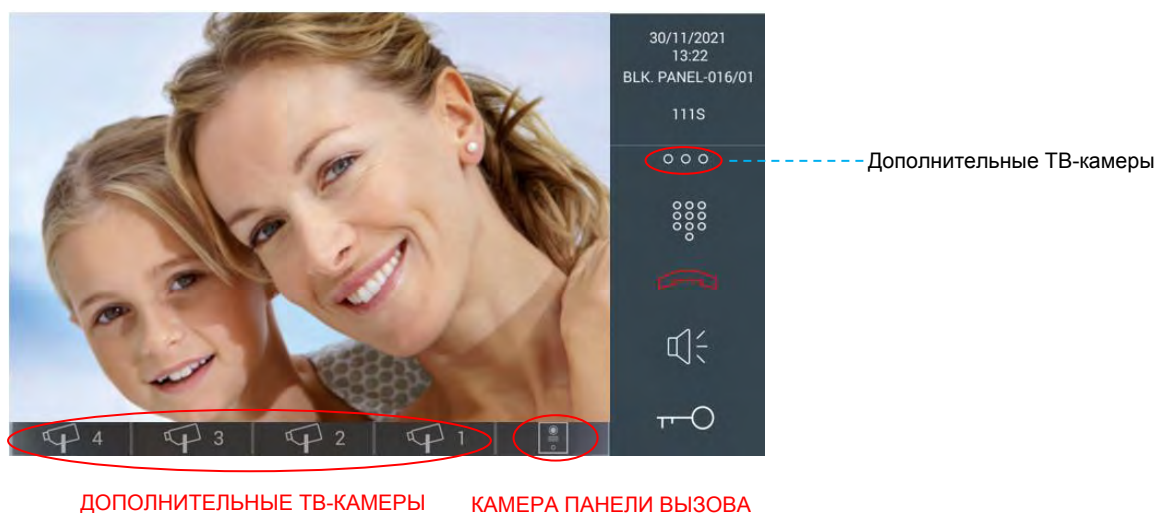 30/11/2021
13:22
BLK. PANEL-016/01
111S
Дополнительные ТВ-камеры
4 3 2 1
ДОПОЛНИТЕЛЬНЫЕ ТВ-КАМЕРЫ КАМЕРА ПАНЕЛИ ВЫЗОВА